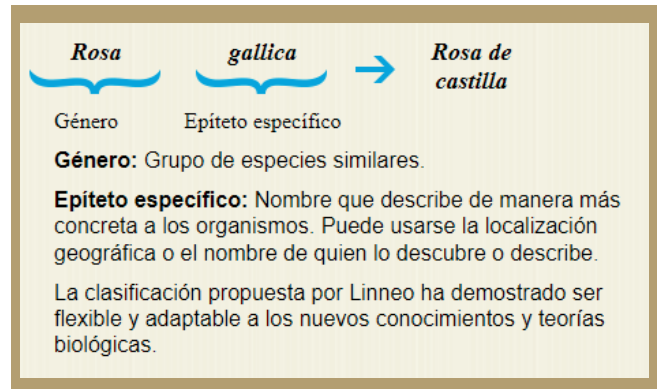 Rosa gallica → Rosa de
castilla
Género Epíteto específico
Género: Grupo de especies similares.
Epíteto específico: Nombre que describe de manera más
concreta a los organismos. Puede usarse la localización
geográfica o el nombre de quien lo descubre o describe.
La clasificación propuesta por Linneo ha demostrado ser
flexible y adaptable a los nuevos conocimientos y teorías
biológicas.